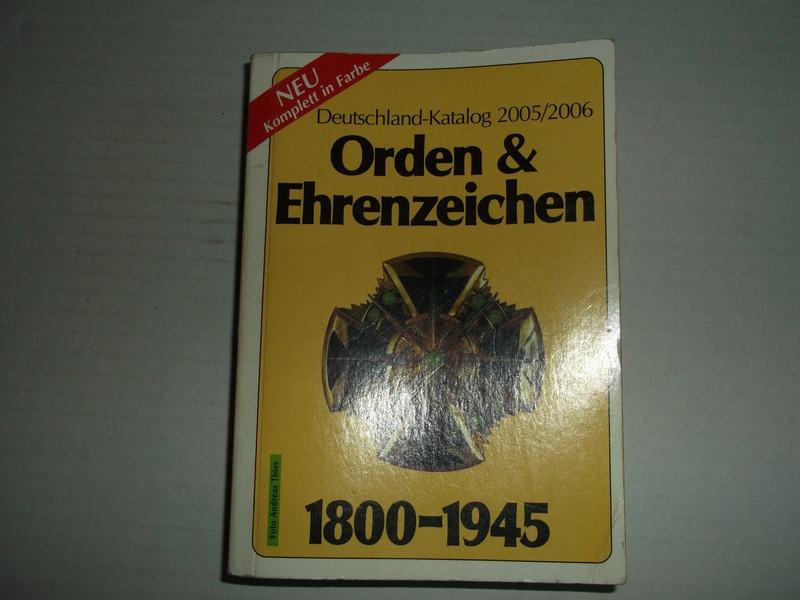 NEU
Komplett in Farbe
Deutschland-Katalog 2005/2006
Orden &
Ehrenzeichen
Foto Andreas Thies
1800-1945